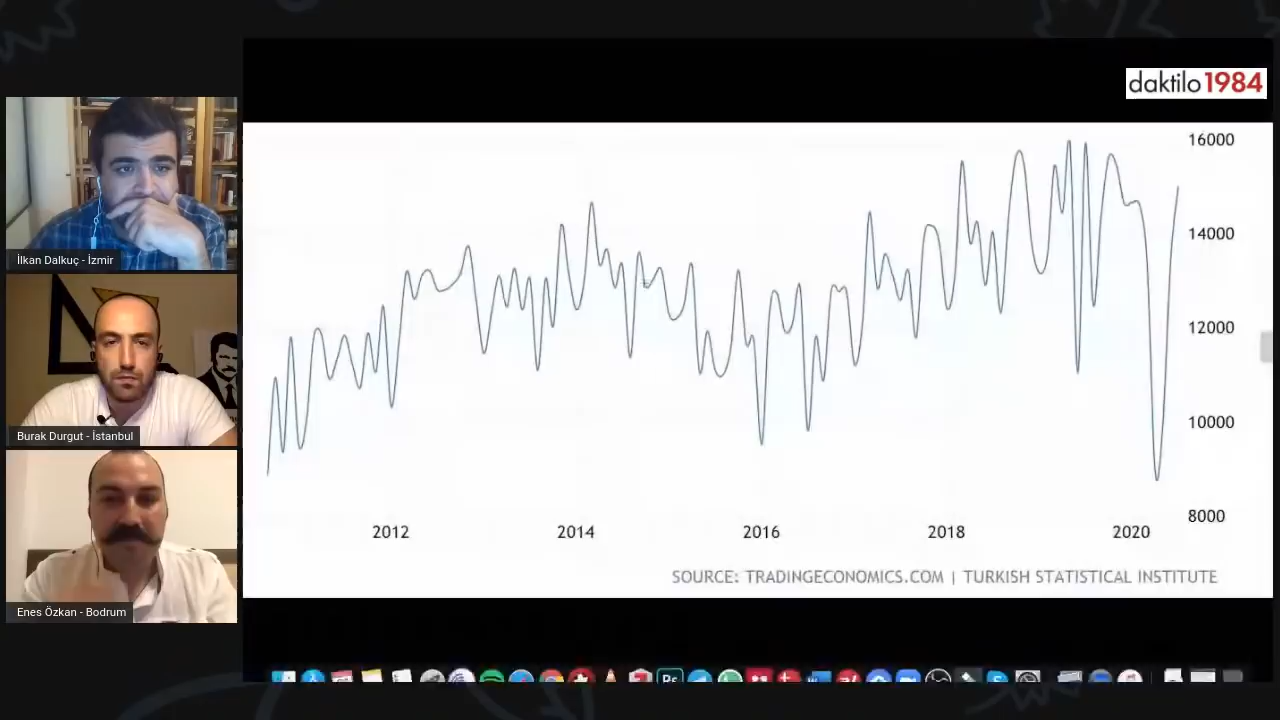 daktilo1984
İlkan Dalkuç - İzmir
Burak Durgut - İstanbul
Enes Özkan - Bodrum
16000
14000
12000
10000
8000
2012 2014 2016 2018 2020
SOURCE: TRADINGECONOMICS.COM | TURKISH STATISTICAL INSTITUTE
Ps